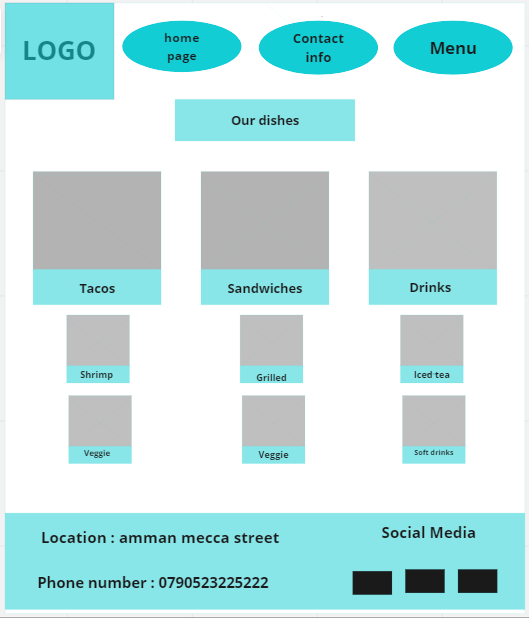 LOGO
home
page
Contact
info
Menu
Our dishes
Tacos
Sandwiches
Drinks
Shrimp
Grilled
Iced tea
Veggie
Veggie
Soft drinks
Location : amman mecca street
Social Media
Phone number : 0790523225222